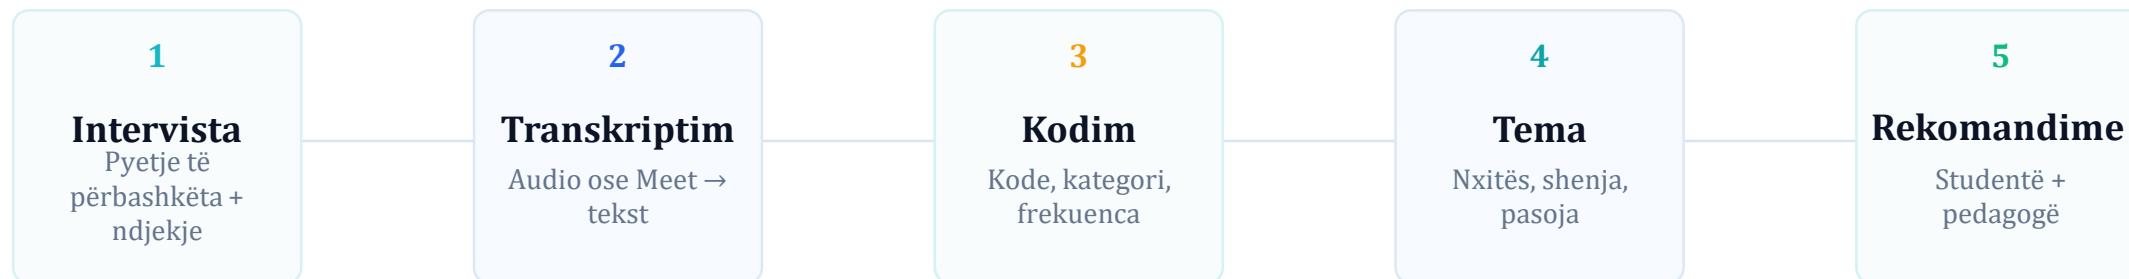 1
Intervista
Pyetje të
përbashkëta +
ndjekje
2
Transkriptim
Audio ose Meet →
tekst
3
Kodim
Kode, kategori,
frekuenca
4
Tema
Nxitës, shenja,
pasoja
5
Rekomandime
Studentë +
pedagogë